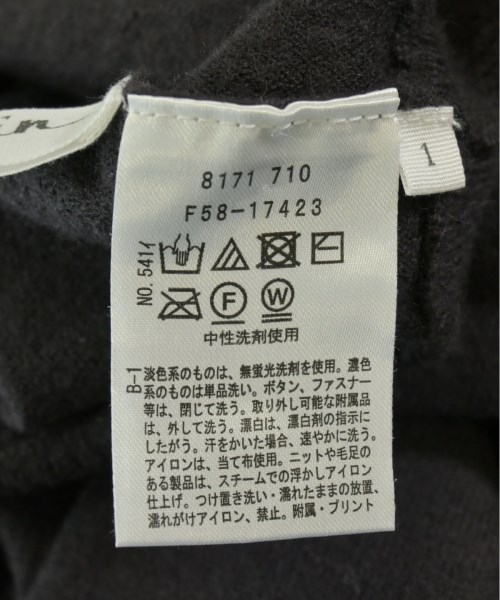 1
8171 710
F58-17423
NO. 541イ
F
W
中性洗剤使用
B-1
淡色系のものは、無蛍光洗剤を使用。濃色
系のものは単品洗い。ボタン、ファスナー
等は、閉じて洗う。取り外し可能な附属品
は、外して洗う。漂白は、漂白剤の指示に
したがう。汗をかいた場合、速やかに洗う。
アイロンは、当て布使用。ニットや毛足の
ある製品は、スチームでの浮かしアイロン
仕上げ。つけ置き洗い・濡れたままの放置、
濡れがけアイロン、禁止。附属・プリント